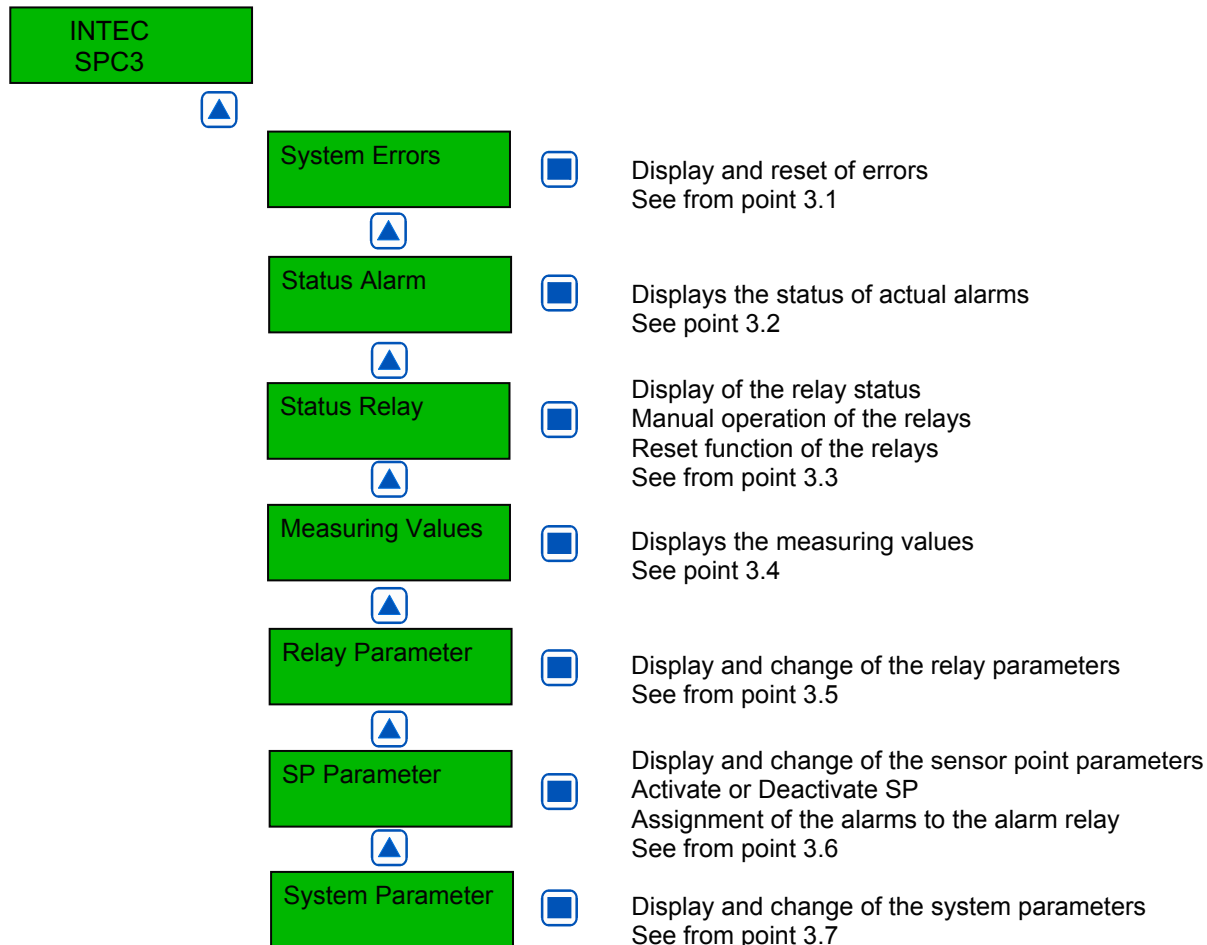 INTEC
SPC3
System Errors
Display and reset of errors
See from point 3.1
Status Alarm
Displays the status of actual alarms
See point 3.2
Status Relay
Display of the relay status
Manual operation of the relays
Reset function of the relays
See from point 3.3
Measuring Values
Displays the measuring values
See point 3.4
Relay Parameter
Display and change of the relay parameters
See from point 3.5
SP Parameter
Display and change of the sensor point parameters
Activate or Deactivate SP
Assignment of the alarms to the alarm relay
See from point 3.6
System Parameter
Display and change of the system parameters
See from point 3.7